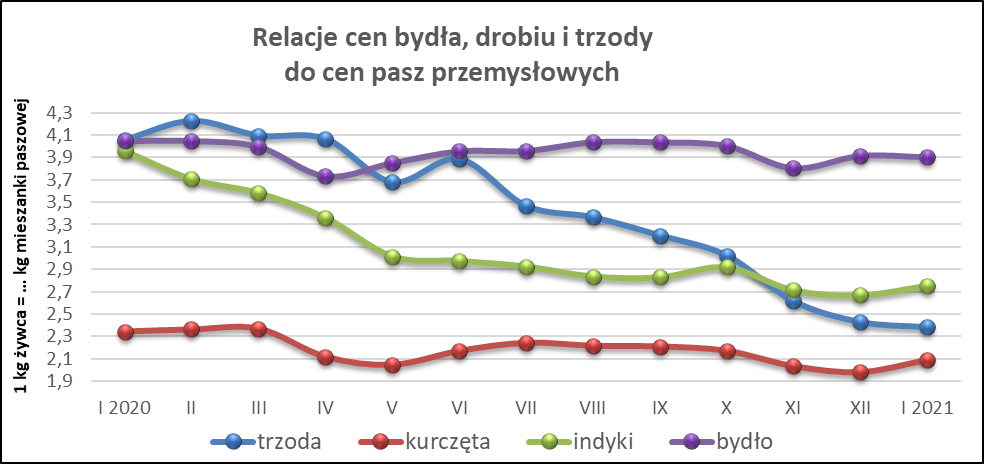 Relacje cen bydła, drobiu i trzody
do cen pasz przemysłowych
1 kg żywca = ... kg mieszanki paszowej
4,3
4,1
3,9
3,7
3,5
3,3
3,1
2,9
2,7
2,5
2,3
2,1
1,9
I 2020 II III IV V VI VII VIII IX X XI XII I 2021
trzoda kurczęta indyki bydło